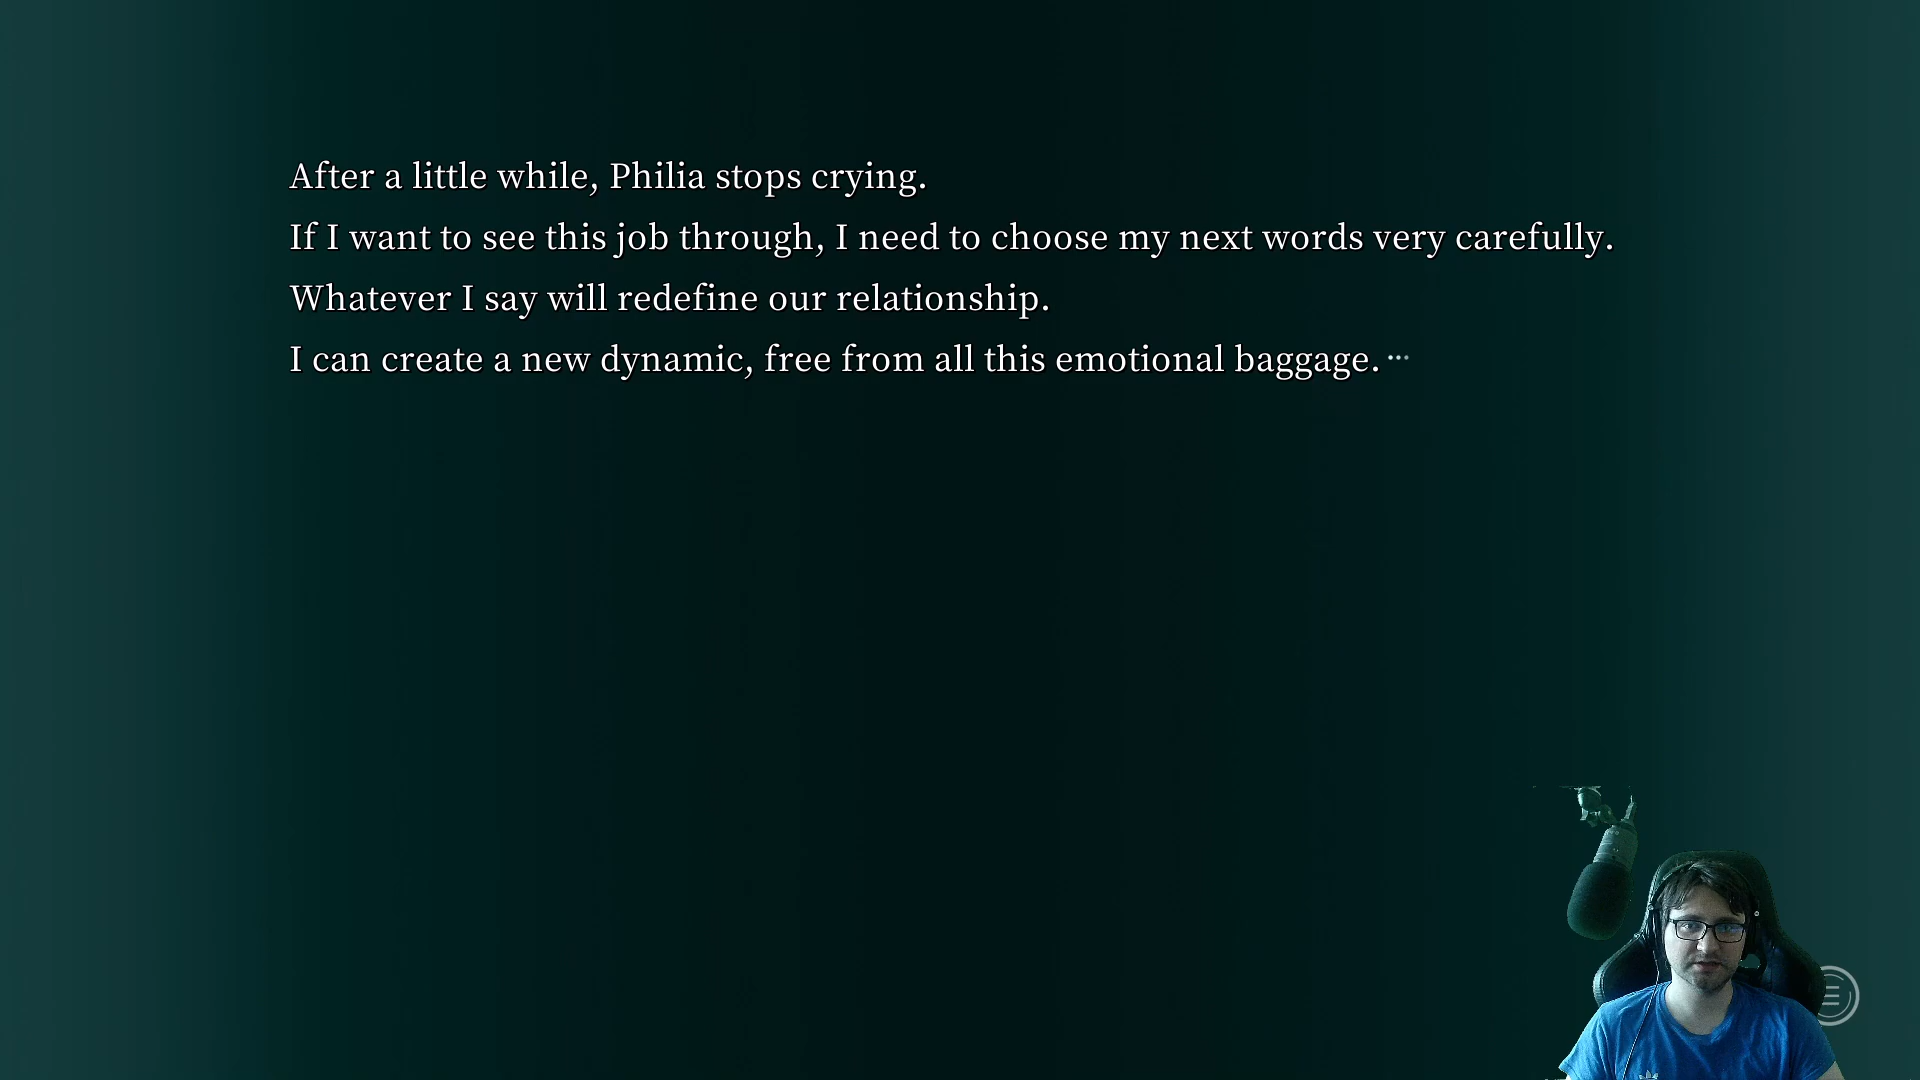 After a little while, Philia stops crying.
If I want to see this job through, I need to choose my next words very carefully.
Whatever I say will redefine our relationship.
I can create a new dynamic, free from all this emotional baggage.